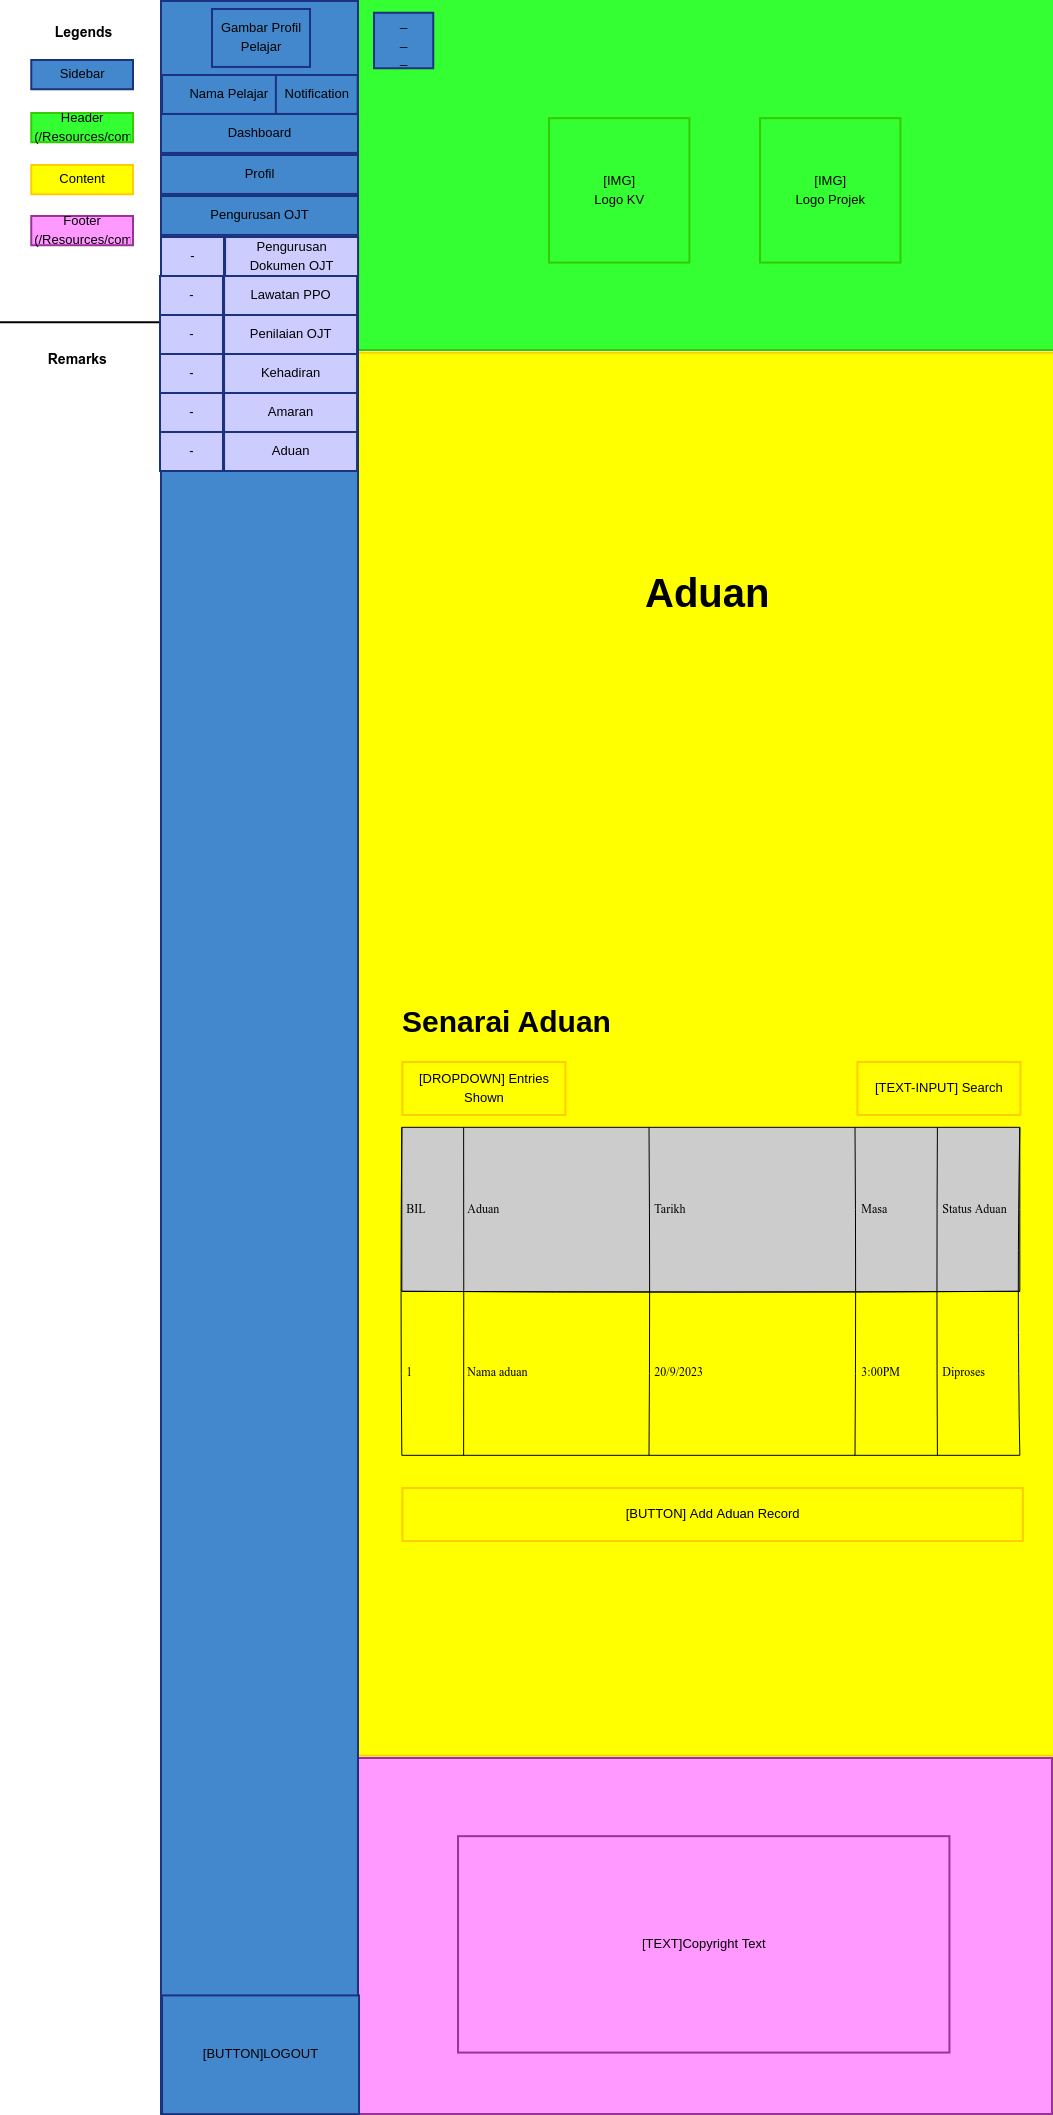 Legends
Sidebar
Header
(/Resources/com
Content
Footer
(/Resources/com
Remarks
Gambar Profil
Pelajar
Nama Pelajar
Notification
Dashboard
Profil
Pengurusan OJT
-
Pengurusan
Dokumen OJT
-
Lawatan PPO
-
Penilaian OJT
-
Kehadiran
-
Amaran
-
Aduan
[BUTTON]LOGOUT
_
_
_
[IMG]
Logo KV
[IMG]
Logo Projek
Aduan
Senarai Aduan
[DROPDOWN] Entries
Shown
[TEXT-INPUT] Search
BIL Aduan Tarikh Masa Status Aduan
1 Nama aduan 20/9/2023 3:00PM Diproses
[BUTTON] Add Aduan Record
[TEXT]Copyright Text